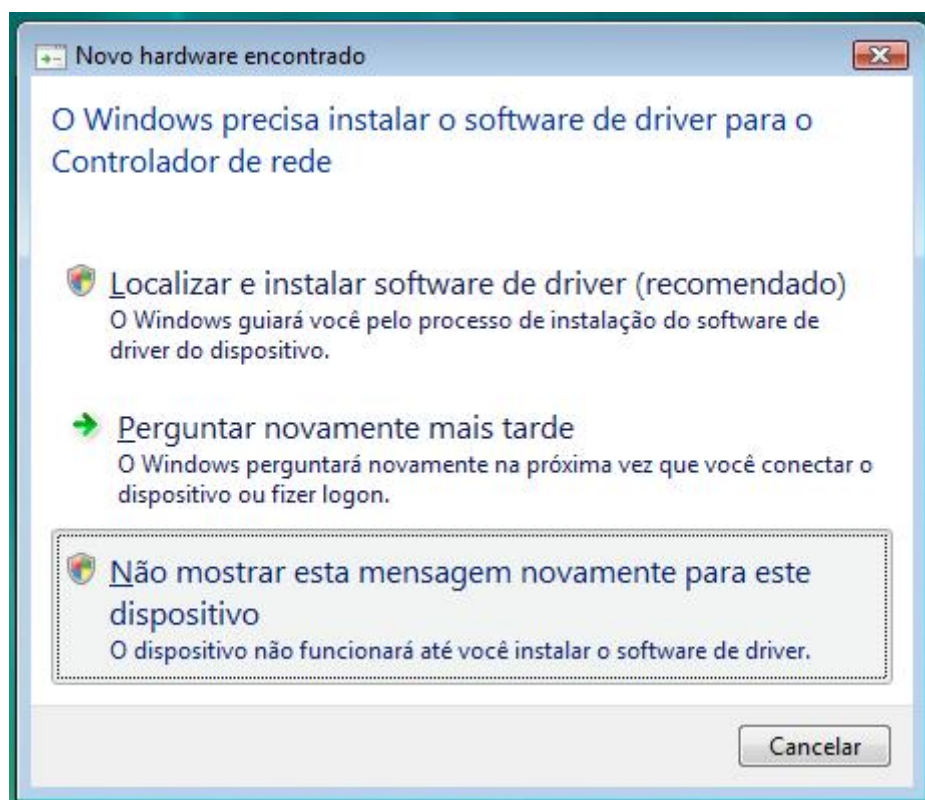 Novo hardware encontrado
O Windows precisa instalar o software de driver para o
Controlador de rede
Localizar e instalar software de driver (recomendado)
O Windows guiará você pelo processo de instalação do software de
driver do dispositivo.
Perguntar novamente mais tarde
O Windows perguntará novamente na próxima vez que você conectar o
dispositivo ou fizer logon.
Não mostrar esta mensagem novamente para este
dispositivo
O dispositivo não funcionará até você instalar o software de driver.
Cancelar